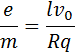 e/m = lv₀/Rq